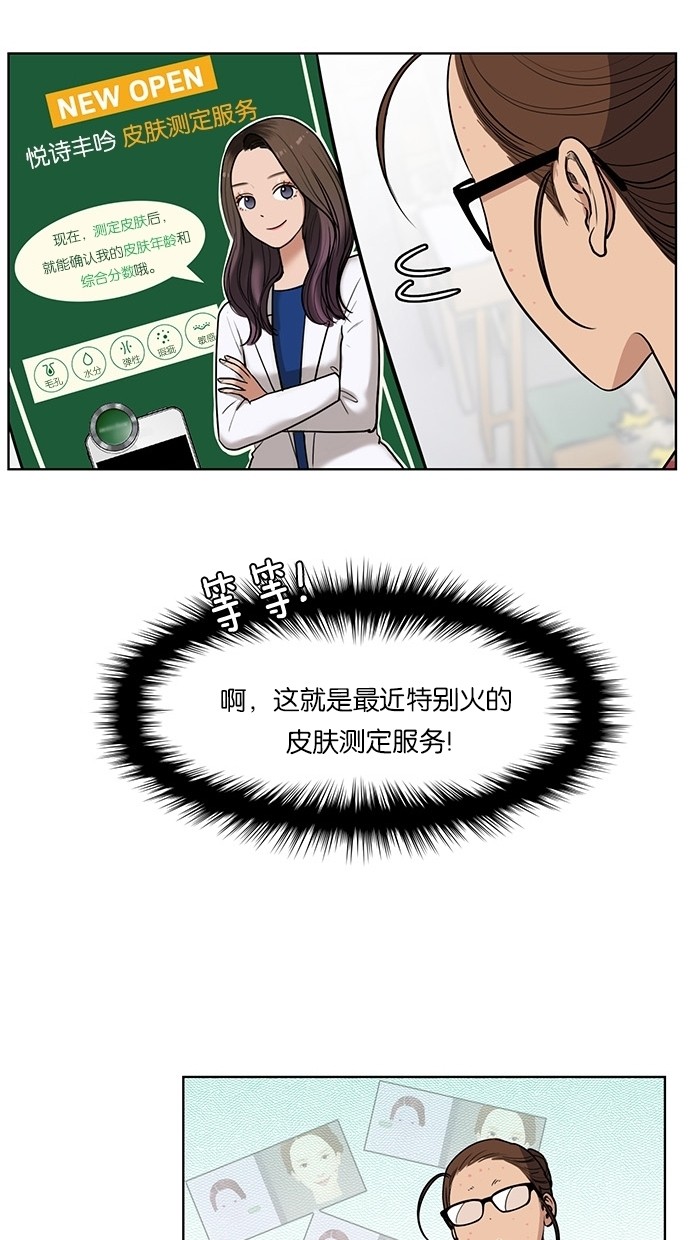 NEW OPEN
悦诗丰吟 皮肤测定服务
现在，测定皮肤后，
就能确认我的皮肤年龄和
综合分数哦。
毛孔 水分 弹性 瑕疵 敏感
等 等！
啊，这就是最近特别火的
皮肤测定服务!